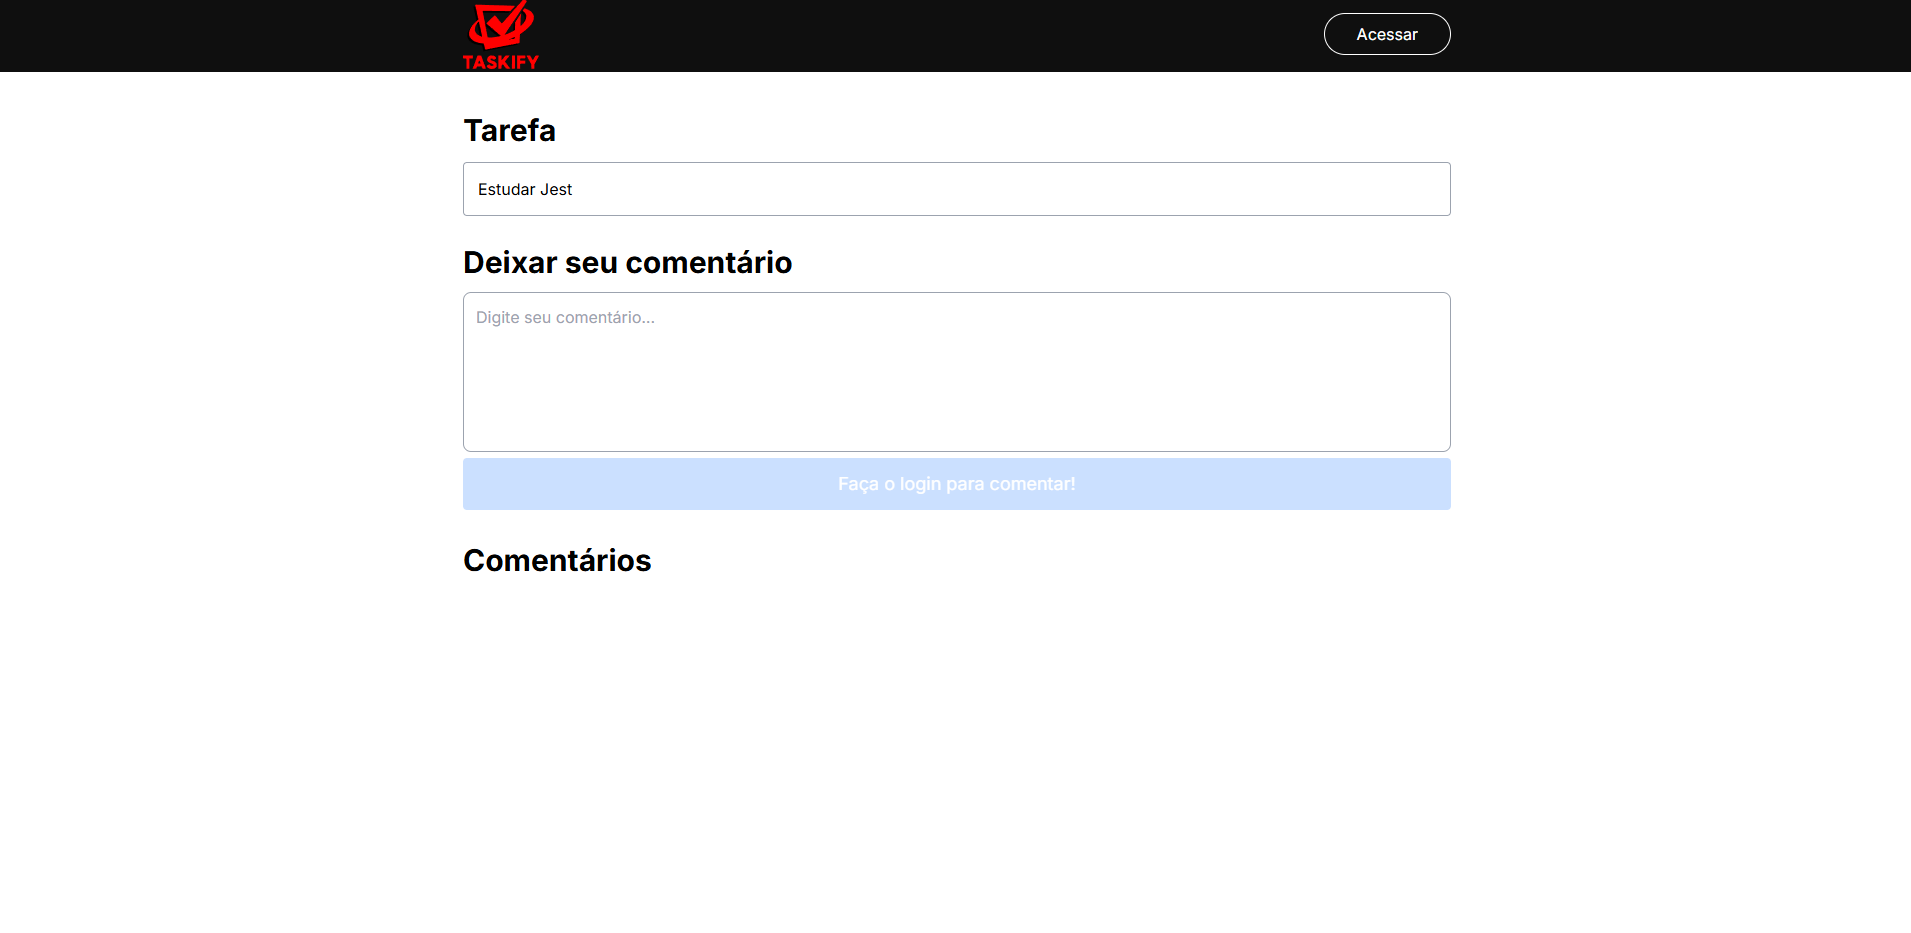 TASKIFY
Acessar
Tarefa
Estudar Jest
Deixar seu comentário
Digite seu comentário...
Faça o login para comentar!
Comentários